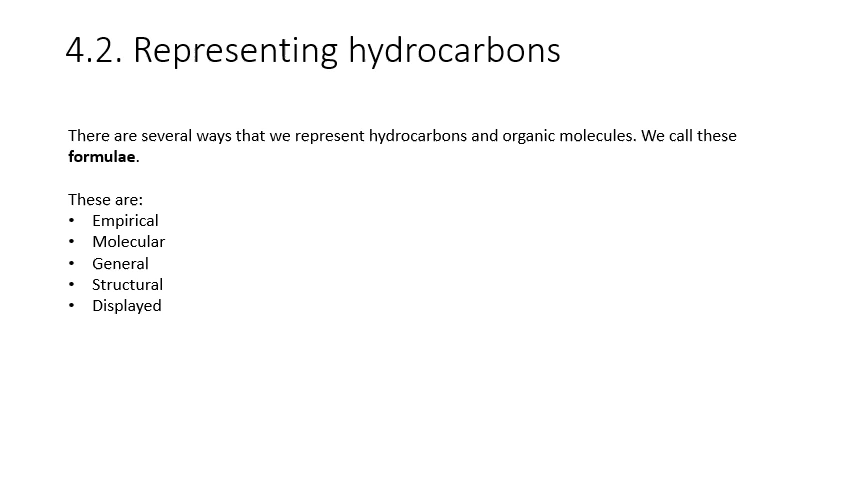 4.2. Representing hydrocarbons
There are several ways that we represent hydrocarbons and organic molecules. We call these
formulae.
These are:
• Empirical
• Molecular
• General
• Structural
• Displayed